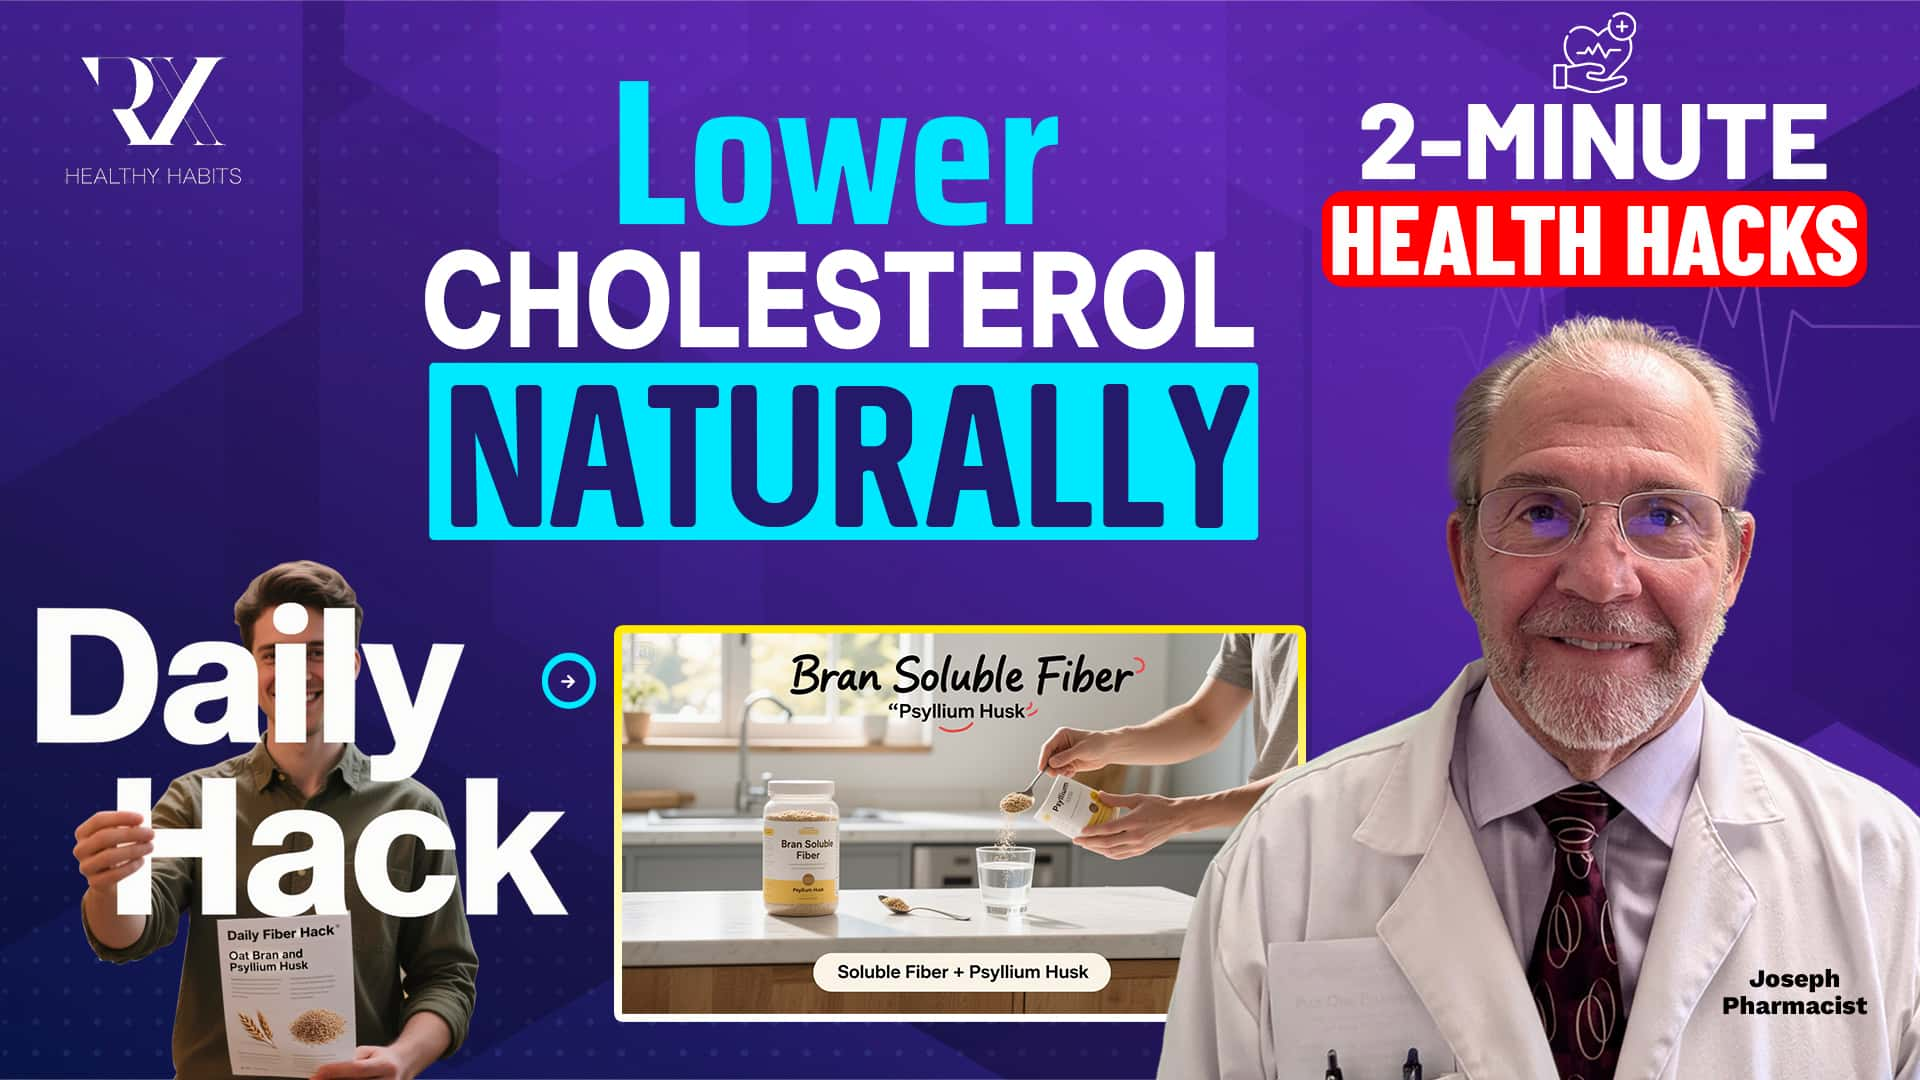 RX
HEALTHY HABITS
Lower
CHOLESTEROL
NATURALLY
2-MINUTE
HEALTH HACKS
Daily
Hack
Daily Fiber Hack
Oat Bran and
Psyllium Husk
Bran Soluble Fiber
“Psyllium Husk
Bran Soluble
Fiber
Psyllium Husk
Psyllium
Soluble Fiber + Psyllium Husk
Joseph
Pharmacist